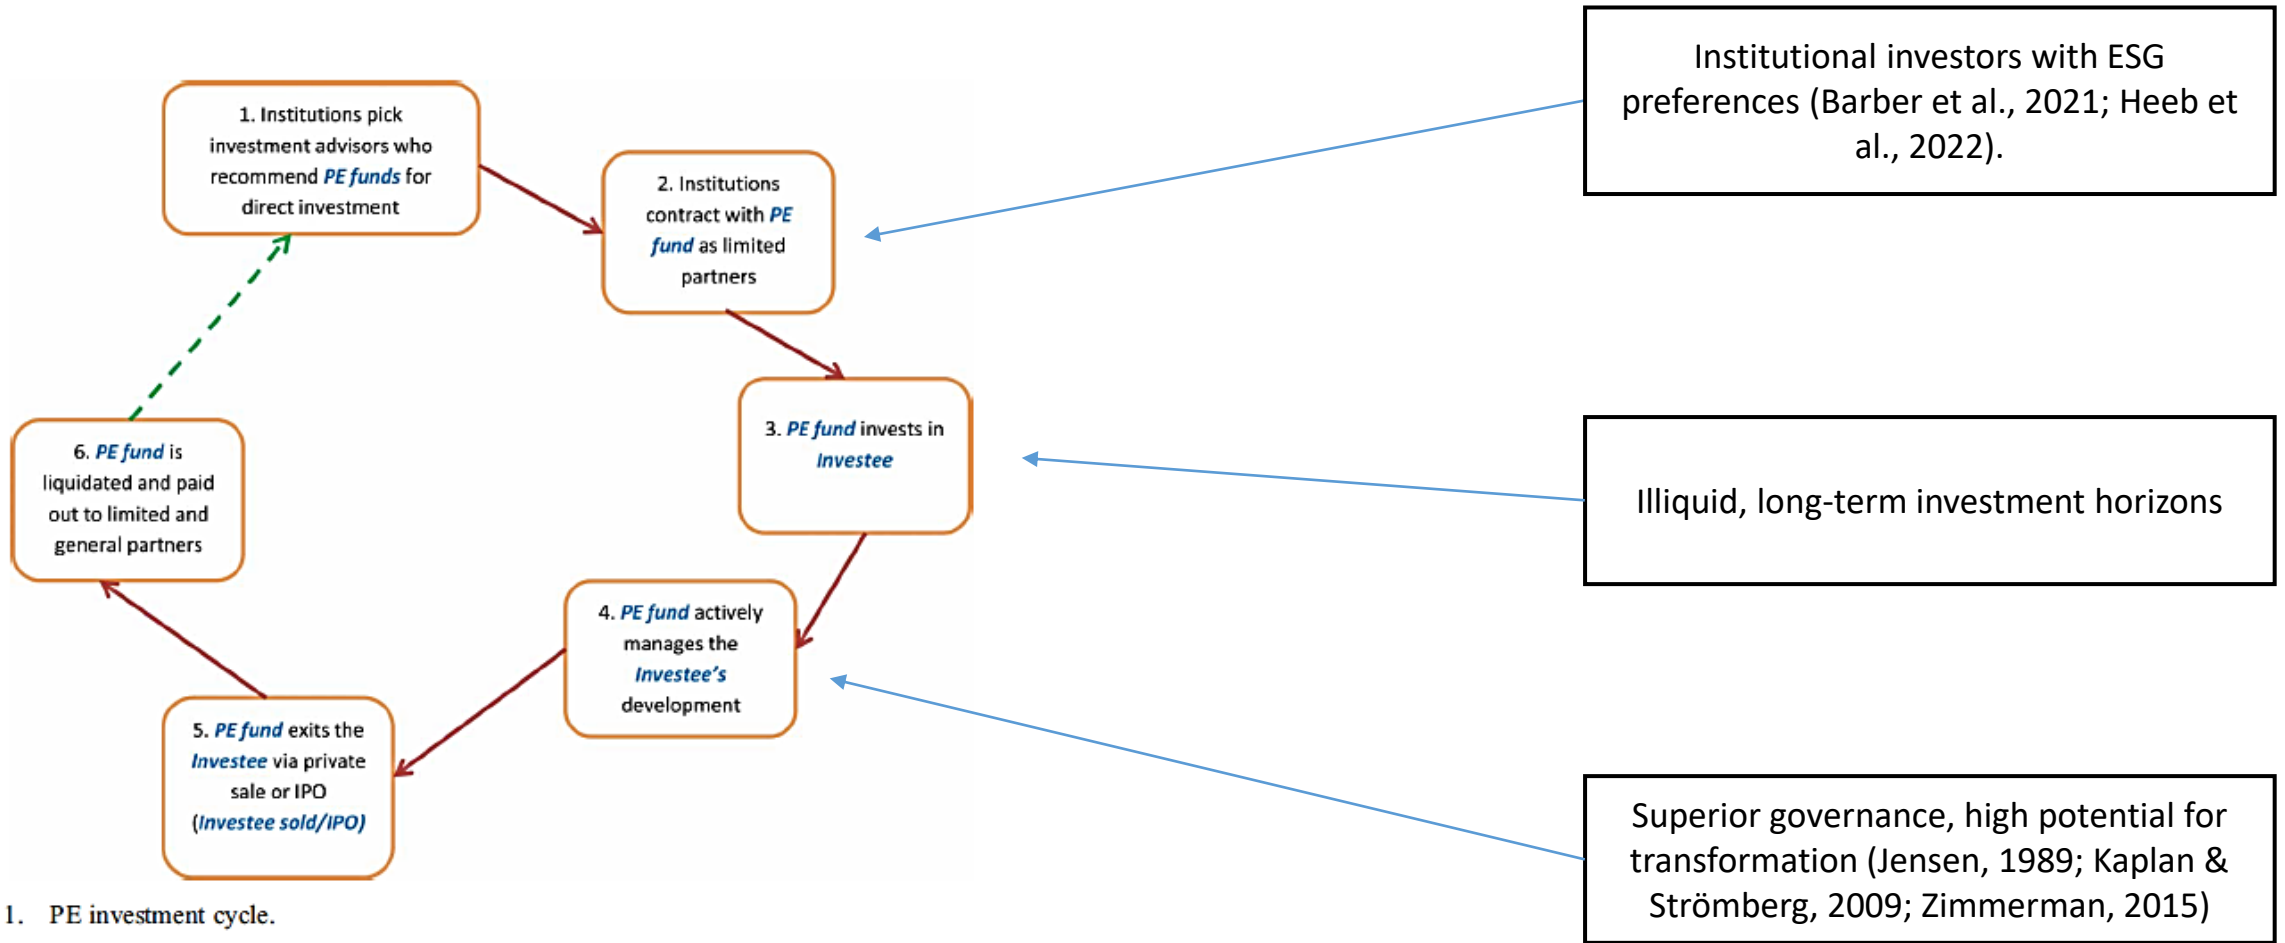 1. Institutions pick
investment advisors who
recommend PE funds for
direct investment
2. Institutions
contract with PE
fund as limited
partners
3. PE fund invests in
Investee
4. PE fund actively
manages the
Investee's
development
5. PE fund exits the
Investee via private
sale or IPO
(Investee sold/IPO)
6. PE fund is
liquidated and paid
out to limited and
general partners
1. PE investment cycle.
Institutional investors with ESG
preferences (Barber et al., 2021; Heeb et
al., 2022).
Illiquid, long-term investment horizons
Superior governance, high potential for
transformation (Jensen, 1989; Kaplan &
Strömberg, 2009; Zimmerman, 2015)